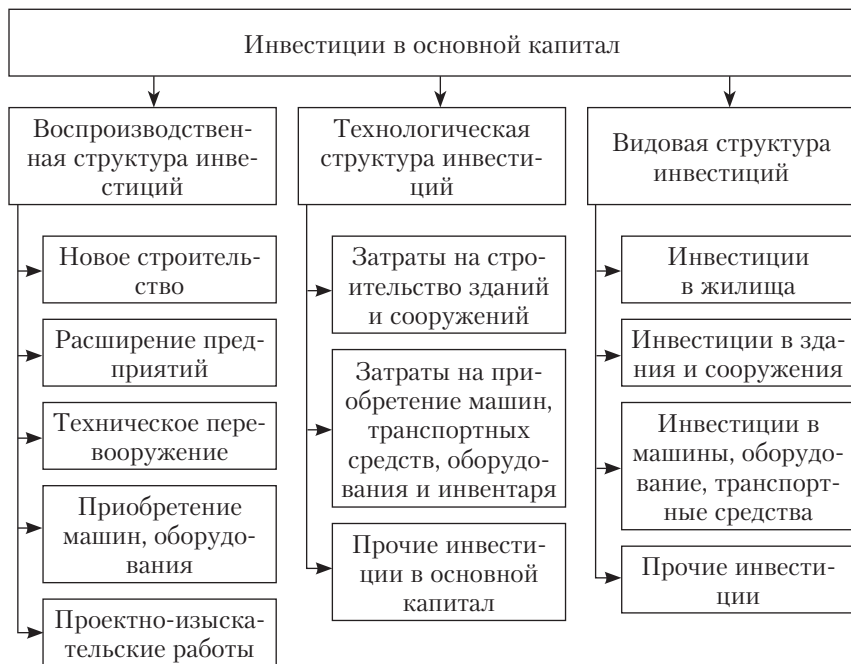 Инвестиции в основной капитал
Воспроизводствен-
ная структура инве-
стиций
Новое строитель-
ство
Расширение пред-
приятий
Техническое пере-
вооружение
Приобретение
машин, оборудо-
вания
Проектно-изыска-
тельские работы
Технологическая
структура инвести-
ций
Затраты на стро-
ительство зданий
и сооружений
Затраты на при-
обретение машин,
транспортных
средств, оборудо-
вания и инвентаря
Прочие инвести-
ции в основной
капитал
Видовая структура
инвестиций
Инвестиции
в жилища
Инвестиции в зда-
ния и сооружения
Инвестиции в
машины, оборудо-
вание, транспорт-
ные средства
Прочие инвести-
ции